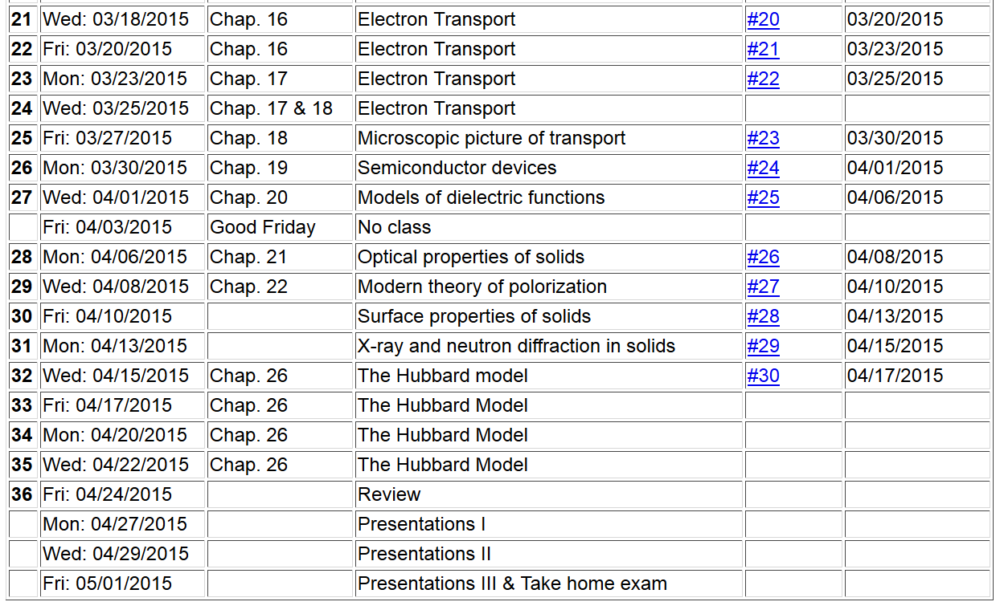 21 Wed: 03/18/2015 Chap. 16 Electron Transport #20 03/20/2015
22 Fri: 03/20/2015 Chap. 16 Electron Transport #21 03/23/2015
23 Mon: 03/23/2015 Chap. 17 Electron Transport #22 03/25/2015
24 Wed: 03/25/2015 Chap. 17 & 18 Electron Transport
25 Fri: 03/27/2015 Chap. 18 Microscopic picture of transport #23 03/30/2015
26 Mon: 03/30/2015 Chap. 19 Semiconductor devices #24 04/01/2015
27 Wed: 04/01/2015 Chap. 20 Models of dielectric functions #25 04/06/2015
Fri: 04/03/2015 Good Friday No class
28 Mon: 04/06/2015 Chap. 21 Optical properties of solids #26 04/08/2015
29 Wed: 04/08/2015 Chap. 22 Modern theory of polorization #27 04/10/2015
30 Fri: 04/10/2015 Surface properties of solids #28 04/13/2015
31 Mon: 04/13/2015 X-ray and neutron diffraction in solids #29 04/15/2015
32 Wed: 04/15/2015 Chap. 26 The Hubbard model #30 04/17/2015
33 Fri: 04/17/2015 Chap. 26 The Hubbard Model
34 Mon: 04/20/2015 Chap. 26 The Hubbard Model
35 Wed: 04/22/2015 Chap. 26 The Hubbard Model
36 Fri: 04/24/2015 Review
Mon: 04/27/2015 Presentations I
Wed: 04/29/2015 Presentations II
Fri: 05/01/2015 Presentations III & Take home exam